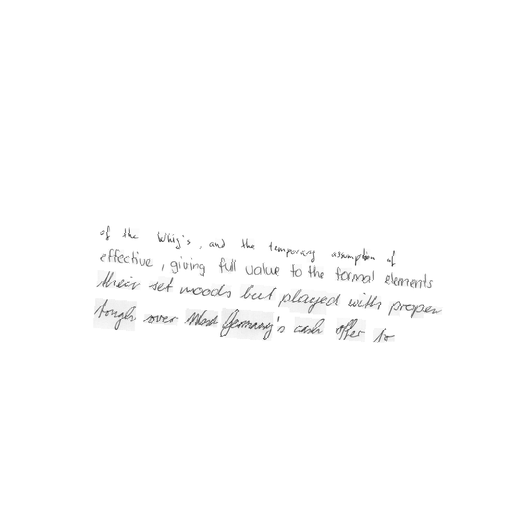 of the Whig's, and the temporary assumption of
effective, giving full value to the formal elements
their set moods but played with proper
tough over West Germany's cash offer to